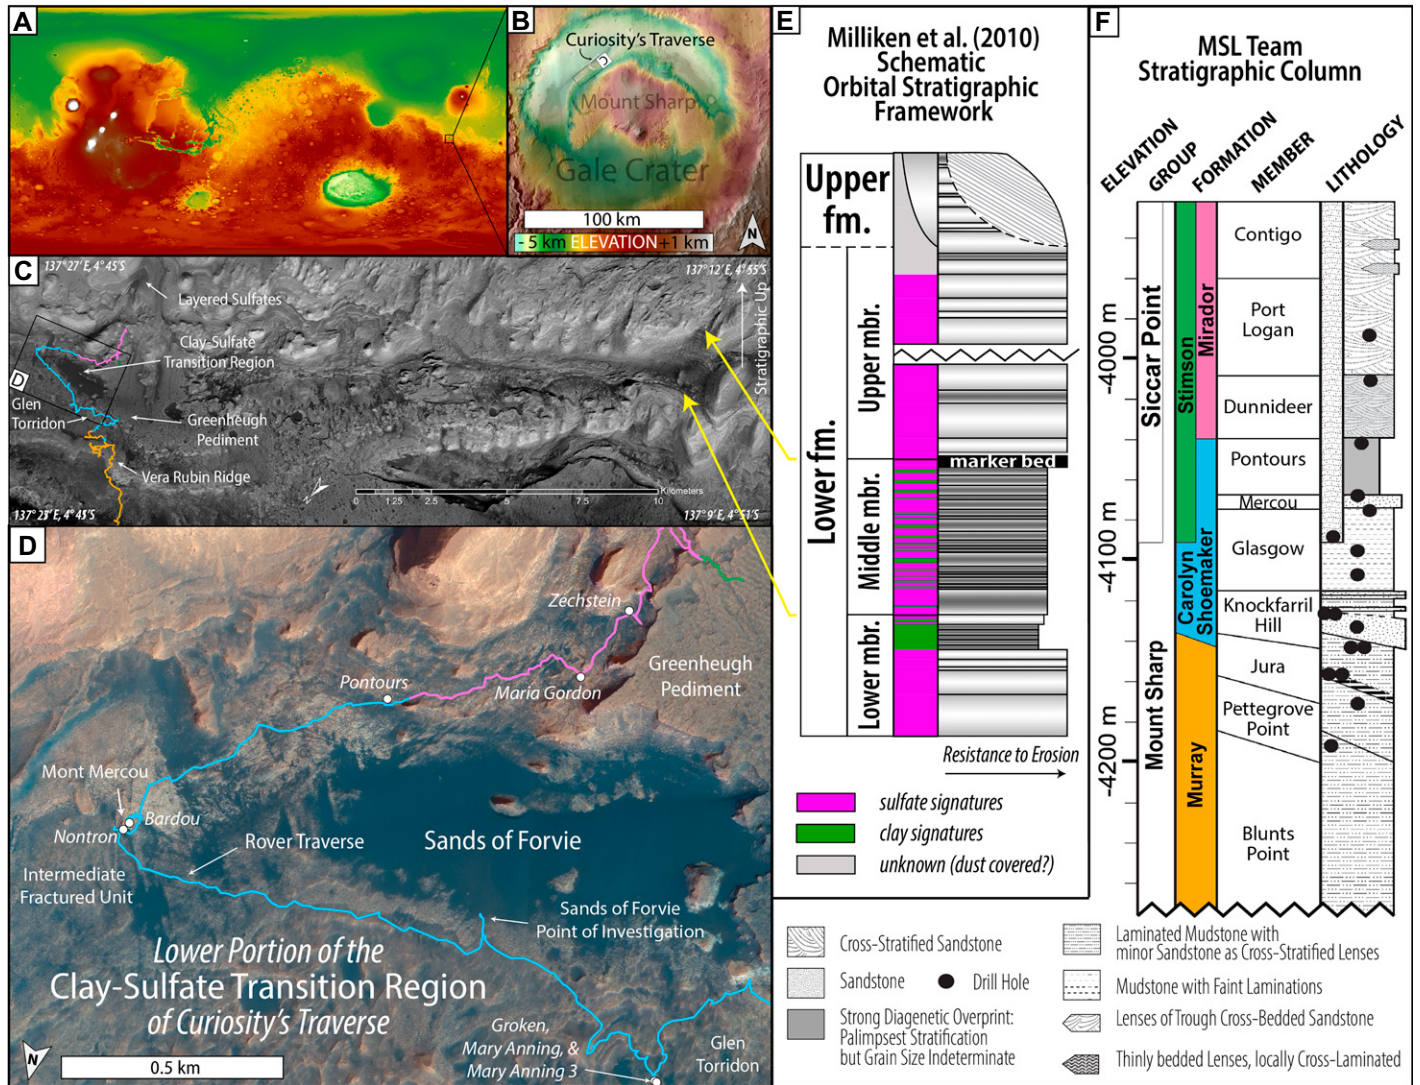 A
B
Curiosity's Traverse
Mount Sharp
Gale Crater
100 km
- 5 km ELEVATION +1 km
N
C
137°27' E, 4°45'S
137°12' E, 4°55'S
Layered Sulfates
Clay-Sulfate
Transition Region
D
Glen
Torridon
Greenheugh
Pediment
Vera Rubin Ridge
Stratigraphic Up
Kilometers
0
1.25
2.5
5
7.5
10
137°9' E, 4°51'S
D
Zechstein
Greenheugh
Pediment
Maria Gordon
Pontours
Mont Mercou
Bardou
Nontron
Rover Traverse
Sands of Forvie
Intermediate
Fractured Unit
Sands of Forvie
Point of Investigation
Lower Portion of the
Clay-Sulfate Transition Region
of Curiosity's Traverse
Groken,
Mary Anning, &
Mary Anning 3
Glen
Torridon
N
0.5 km
E
Milliken et al. (2010)
Schematic
Orbital Stratigraphic
Framework
Upper
fm.
Lower fm.
Upper mbr.
Middle mbr.
Lower mbr.
marker bed
Resistance to Erosion
sulfate signatures
clay signatures
unknown (dust covered?)
F
MSL Team
Stratigraphic Column
ELEVATION
GROUP
FORMATION
MEMBER
LITHOLOGY
-4000 m
-4100 m
-4200 m
Siccar Point
Mount Sharp
Stimson
Mirador
Carolyn
Shoemaker
Murray
Contigo
Port
Logan
Dunnideer
Pontours
Mercou
Glasgow
Knockfarril
Hill
Jura
Pettegrove
Point
Blunts
Point
Cross-Stratified Sandstone
Sandstone
Drill Hole
Strong Diagenetic Overprint:
Palimpsest Stratification
but Grain Size Indeterminate
Laminated Mudstone with
minor Sandstone as Cross-Stratified Lenses
Mudstone with Faint Laminations
Lenses of Trough Cross-Bedded Sandstone
Thinly bedded Lenses, locally Cross-Laminated